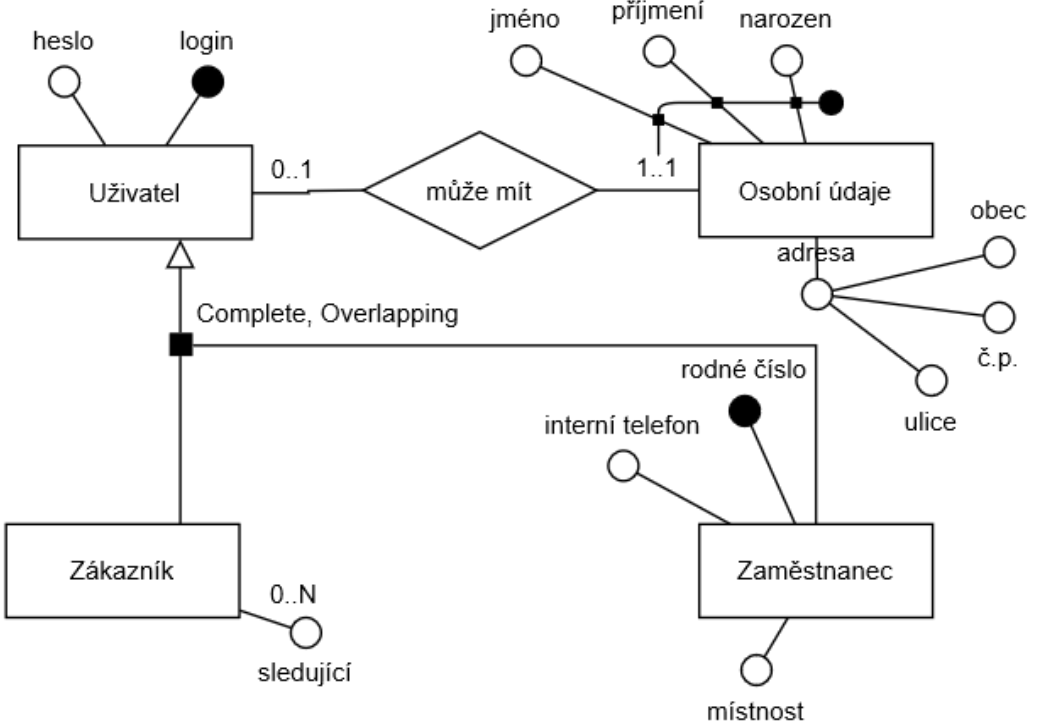 jméno
příjmení
narozen
heslo
login
0..1
1..1
Uživatel
může mít
Osobní údaje
obec
adresa
Complete, Overlapping
č.p.
rodné číslo
ulice
interní telefon
Zákazník
Zaměstnanec
0..N
sledující
místnost